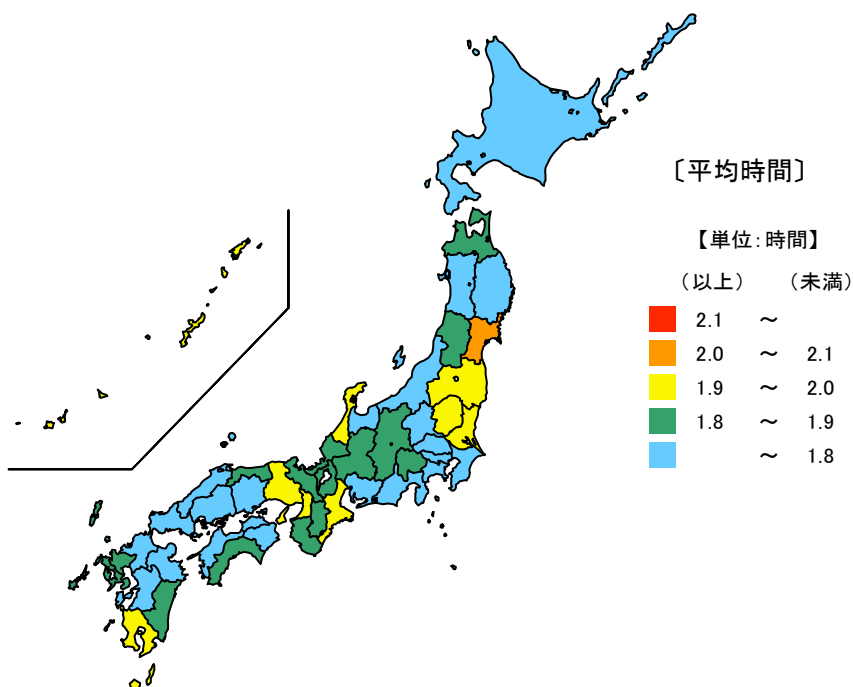 〔平均時間〕
【単位：時間】
（以上） （未満）
2.1 ～
2.0 ～ 2.1
1.9 ～ 2.0
1.8 ～ 1.9
～ 1.8